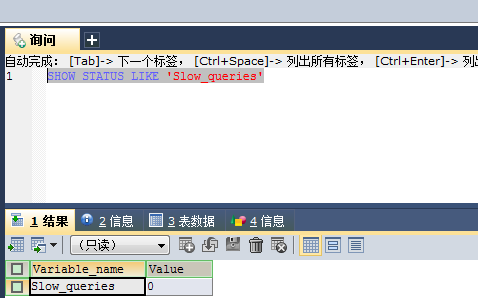 询问
自动完成: [Tab]-> 下一个标签, [Ctrl+Space]-> 列出所有标签, [Ctrl+Enter]-> 列出
1 SHOW STATUS LIKE 'Slow_queries'
1 结果 2 信息 3 表数据 4 信息
(只读)
Variable_name Value
Slow_queries 0